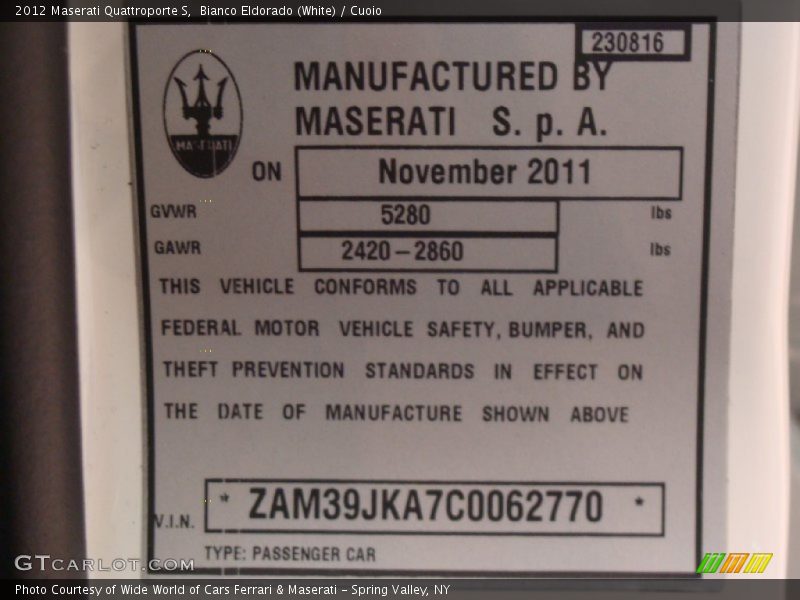 2012 Maserati Quattroporte S,  Bianco Eldorado (White) / Cuoio
230816
MASERATI
MANUFACTURED BY
MASERATI S. p. A.
ON November 2011
GVWR 5280 lbs
GAWR 2420-2860 lbs
THIS VEHICLE CONFORMS TO ALL APPLICABLE
FEDERAL MOTOR VEHICLE SAFETY, BUMPER, AND
THEFT PREVENTION STANDARDS IN EFFECT ON
THE DATE OF MANUFACTURE SHOWN ABOVE
V.I.N. * ZAM39JKA7C0062770 *
TYPE: PASSENGER CAR
GTCARLOT.COM
Photo Courtesy of Wide World of Cars Ferrari & Maserati - Spring Valley, NY